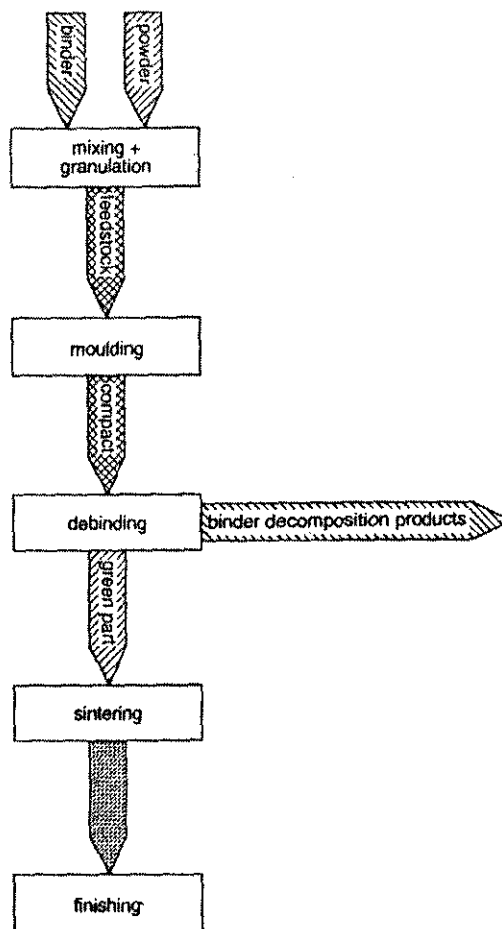 binder
powder
mixing +
granulation
feedstock
moulding
compact
debinding
binder decomposition products
green part
sintering
finishing